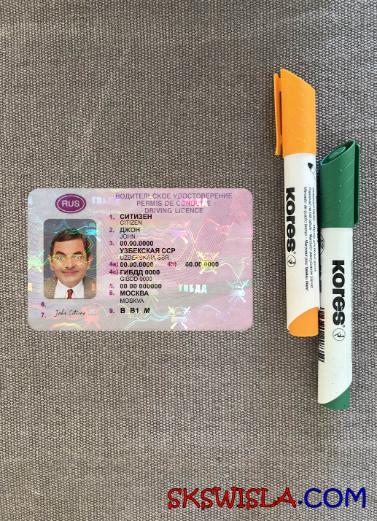 RUS
ВОДИТЕЛЬСКОЕ УДОСТОВЕРЕНИЕ
PERMIS DE CONDUIRE
DRIVING LICENCE
1. СИТИЗЕН
CITIZEN
2. ДЖОН
JOHN
3. 00.00.0000
УЗБЕКСКАЯ ССР
4a) 00.00.0000 4b) 00.00.0000
4c) ГИБДД 0000
GIBDD 0000
5. 00 00 000000
8. МОСКВА
MOSKVA
6.
7. John Citizen
9. B B1 M
ГИБДД
kores
kores
SKSWISLA.COM